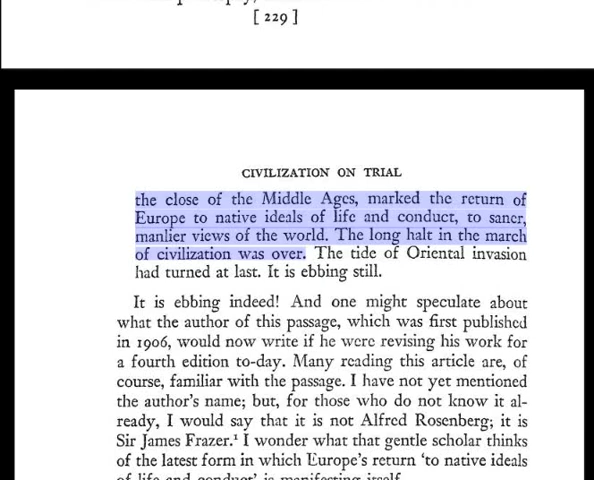 [ 229 ]
CIVILIZATION ON TRIAL
the close of the Middle Ages, marked the return of
Europe to native ideals of life and conduct, to saner,
manlier views of the world. The long halt in the march
of civilization was over. The tide of Oriental invasion
had turned at last. It is ebbing still.
It is ebbing indeed! And one might speculate about
what the author of this passage, which was first published
in 1906, would now write if he were revising his work for
a fourth edition to-day. Many reading this article are, of
course, familiar with the passage. I have not yet mentioned
the author's name; but, for those who do not know it al-
ready, I would say that it is not Alfred Rosenberg; it is
Sir James Frazer.¹ I wonder what that gentle scholar thinks
of the latest form in which Europe's return 'to native ideals
of life and conduct' is manifesting itself.